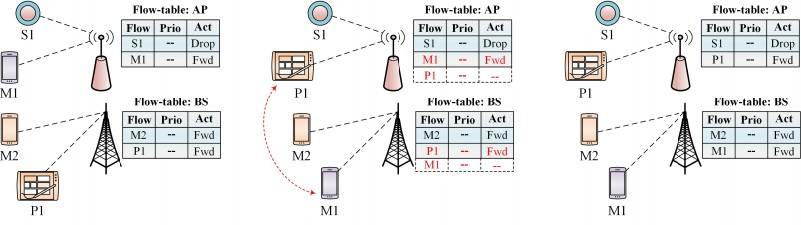 Flow-table: AP
Flow Prio Act
S1 -- Drop
M1 -- Fwd
S1
M1
Flow-table: BS
Flow Prio Act
M2 -- Fwd
P1 -- Fwd
M2
P1
Flow-table: AP
Flow Prio Act
S1 -- Drop
M1 -- Fwd
P1 -- --
S1
P1
Flow-table: BS
Flow Prio Act
M2 -- Fwd
P1 -- Fwd
M1 -- --
M2
M1
Flow-table: AP
Flow Prio Act
S1 -- Drop
P1 -- Fwd
S1
P1
Flow-table: BS
Flow Prio Act
M2 -- Fwd
M1 -- Fwd
M2
M1